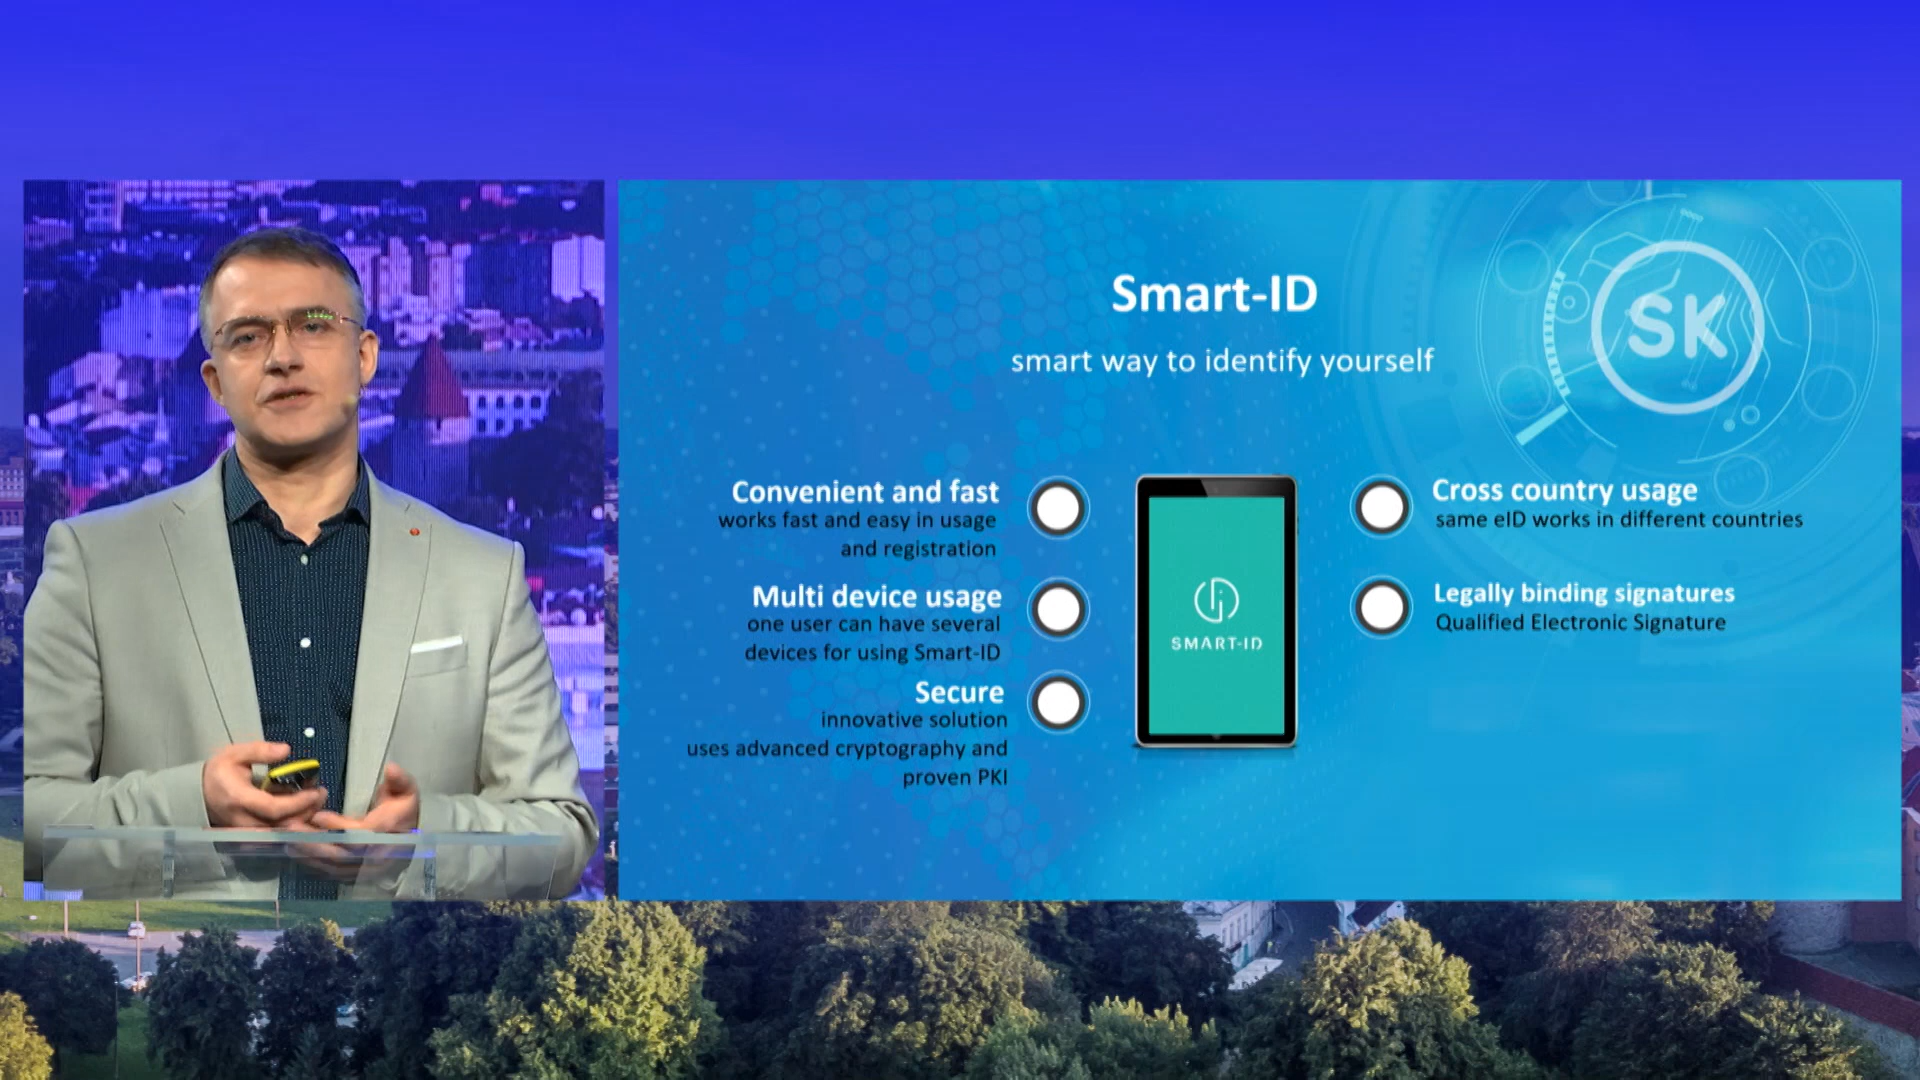 Smart-ID
smart way to identify yourself
SK
Convenient and fast
works fast and easy in usage
and registration
Multi device usage
one user can have several
devices for using Smart-ID
Secure
innovative solution
uses advanced cryptography and
proven PKI
SMART-ID
Cross country usage
same eID works in different countries
Legally binding signatures
Qualified Electronic Signature